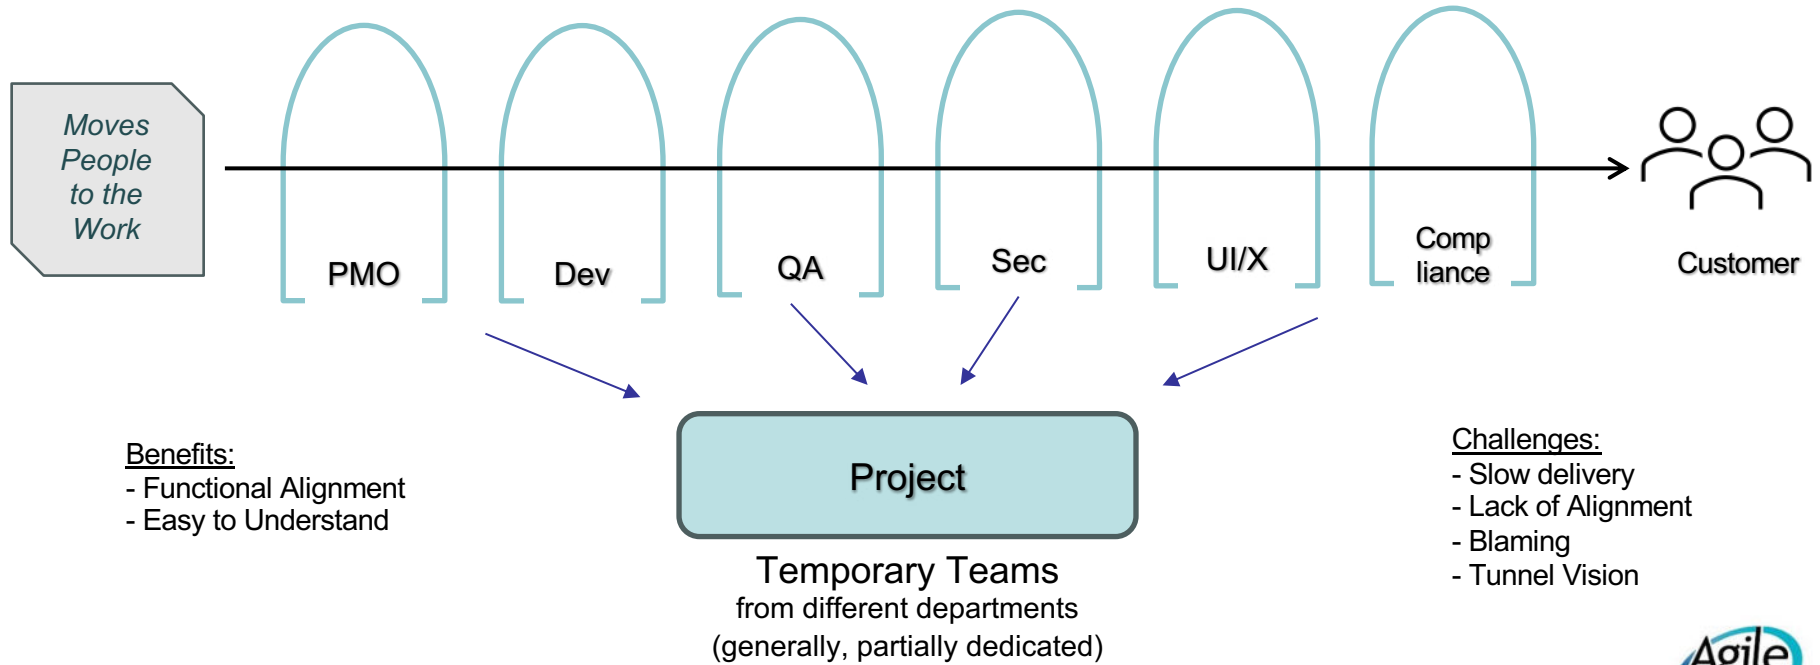 Moves
People
to the
Work
PMO
Dev
QA
Sec
UI/X
Comp
liance
Customer
Benefits:
- Functional Alignment
- Easy to Understand
Project
Temporary Teams
from different departments
(generally, partially dedicated)
Challenges:
- Slow delivery
- Lack of Alignment
- Blaming
- Tunnel Vision
Agile